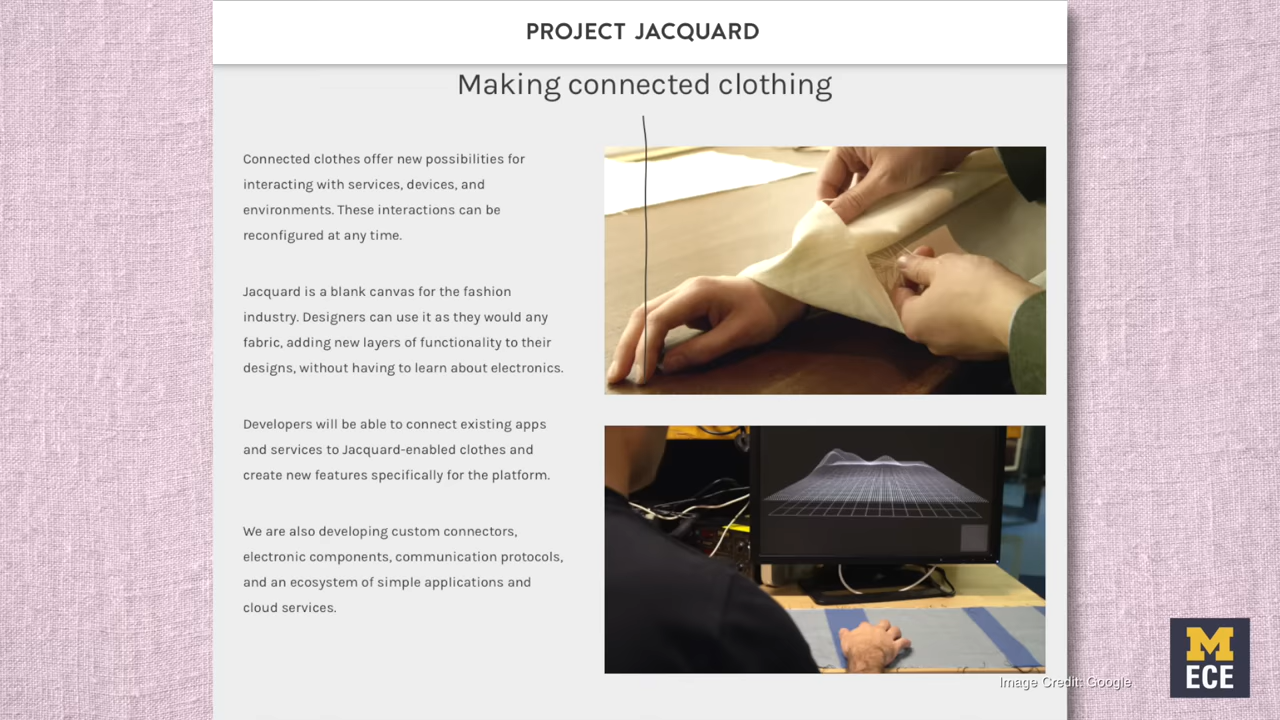 PROJECT JACQUARD
Making connected clothing
Connected clothes offer new possibilities for
interacting with services, devices, and
environments. These interactions can be
reconfigured at any time.
Jacquard is a blank canvas for the fashion
industry. Designers can use it as they would any
fabric, adding new layers of functionality to their
designs, without having to learn about electronics.
Developers will be able to connect existing apps
and services to Jacquard-enabled clothes and
create new features specifically for the platform.
We are also developing custom connectors,
electronic components, communication protocols,
and an ecosystem of simple applications and
cloud services.
Image Credit: Google
M
ECE